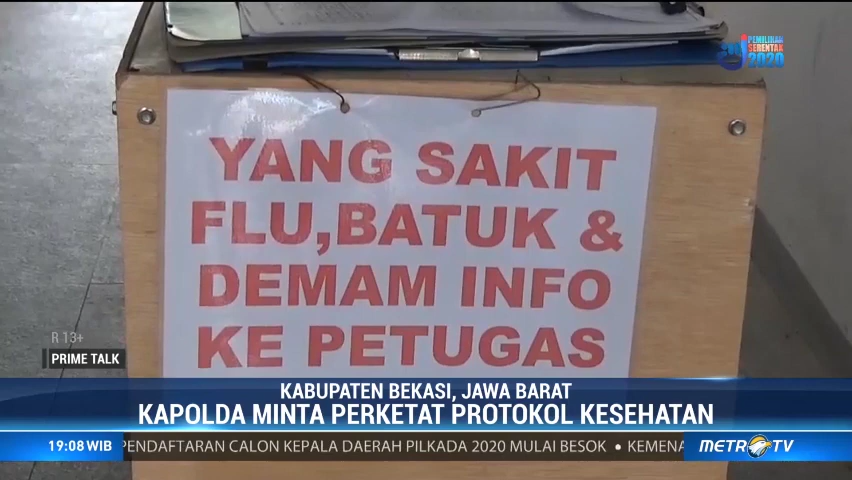 PEMILIHAN
SERENTAK
2020
YANG SAKIT
FLU,BATUK &
DEMAM INFO
KE PETUGAS
R 13+
PRIME TALK
KABUPATEN BEKASI, JAWA BARAT
KAPOLDA MINTA PERKETAT PROTOKOL KESEHATAN
19:08 WIB PENDAFTARAN CALON KEPALA DAERAH PILKADA 2020 MULAI BESOK • KEMENA METRO TV